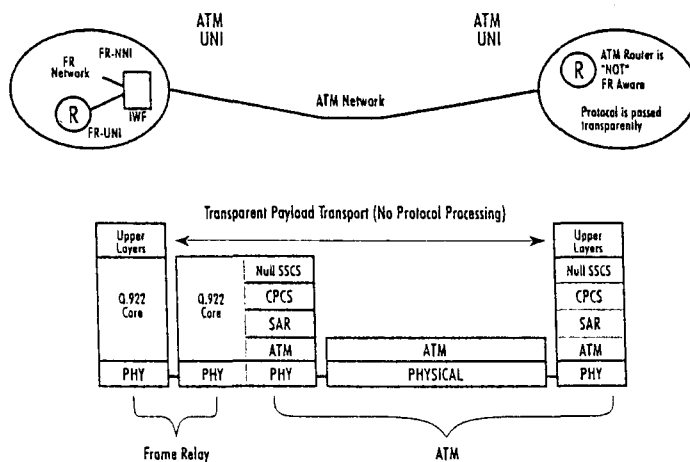 ATM
UNI
ATM
UNI
FR-NNI
FR
Network
R
IWF
FR-UNI
ATM Network
R
ATM Router is
"NOT"
FR Aware
Protocol is passed
transparently
Transparent Payload Transport (No Protocol Processing)
Upper
Layers
Q.922
Core
PHY
Q.922
Core
PHY
Null SSCS
CPCS
SAR
ATM
PHY
ATM
PHYSICAL
Upper
Layers
Null SSCS
CPCS
SAR
ATM
PHY
Frame Relay
ATM